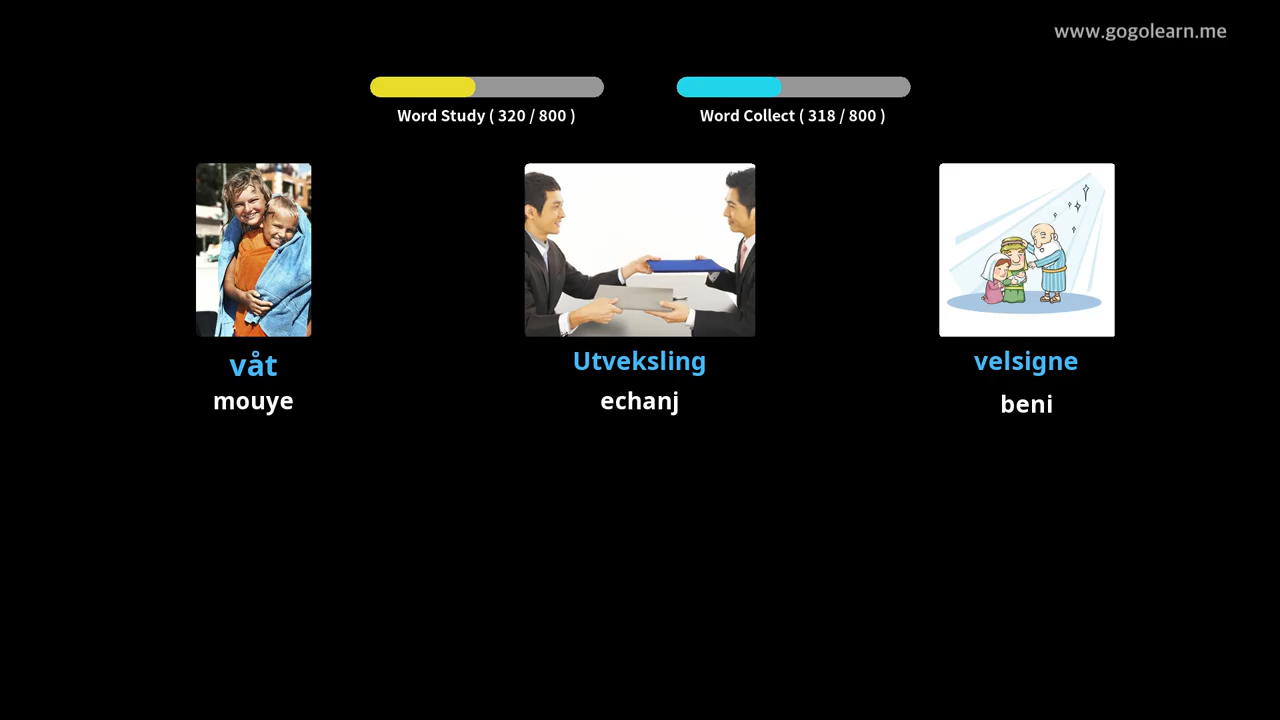 www.gogolearn.me
Word Study ( 320 / 800 )
Word Collect ( 318 / 800 )
våt
mouye
Utveksling
echanj
velsigne
beni